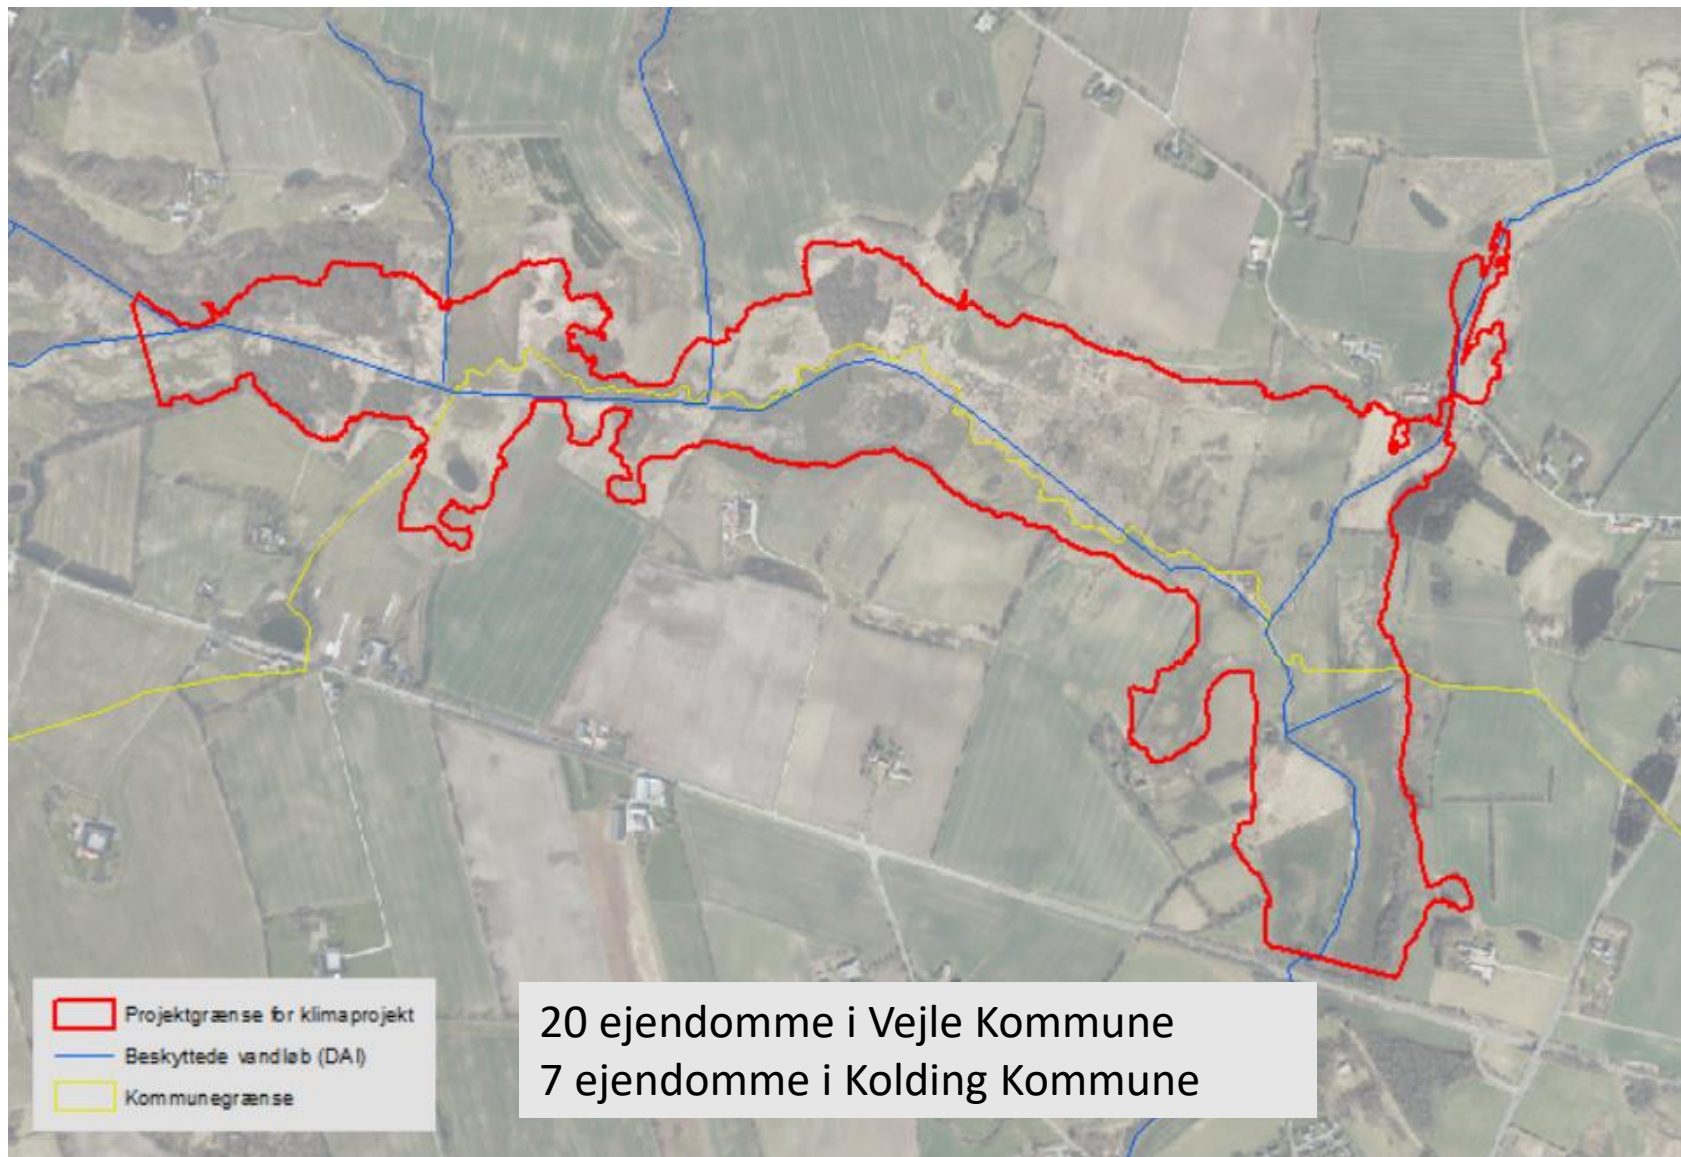 Projektgrænse for klimaprojekt
Beskyttede vandløb (DAI)
Kommunegrænse
20 ejendomme i Vejle Kommune
7 ejendomme i Kolding Kommune